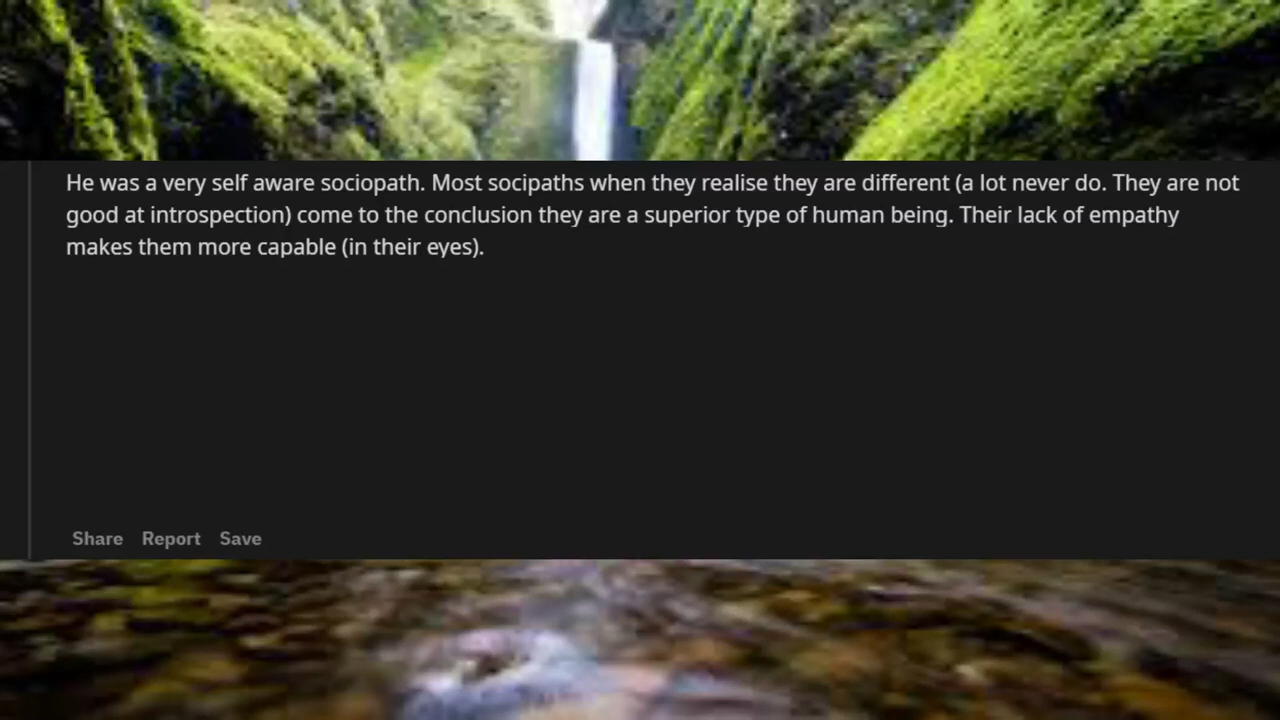 He was a very self aware sociopath. Most socipaths when they realise they are different (a lot never do. They are not
good at introspection) come to the conclusion they are a superior type of human being. Their lack of empathy
makes them more capable (in their eyes).
Share Report Save